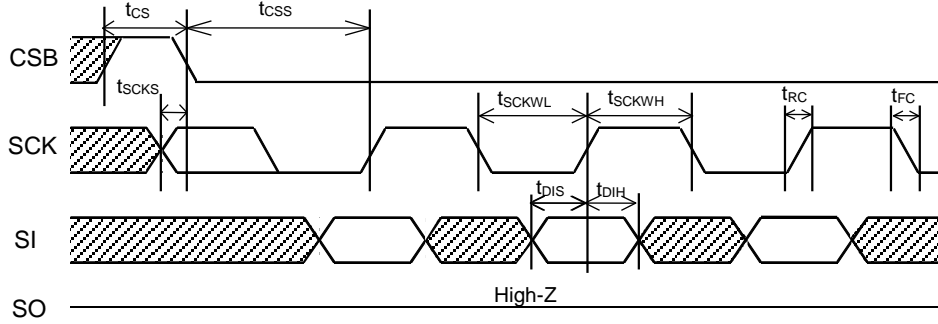 tCS
tCSS
CSB
tSCKS
tSCKWL
tSCKWH
tRC
tFC
SCK
tDIS
tDIH
SI
High-Z
SO